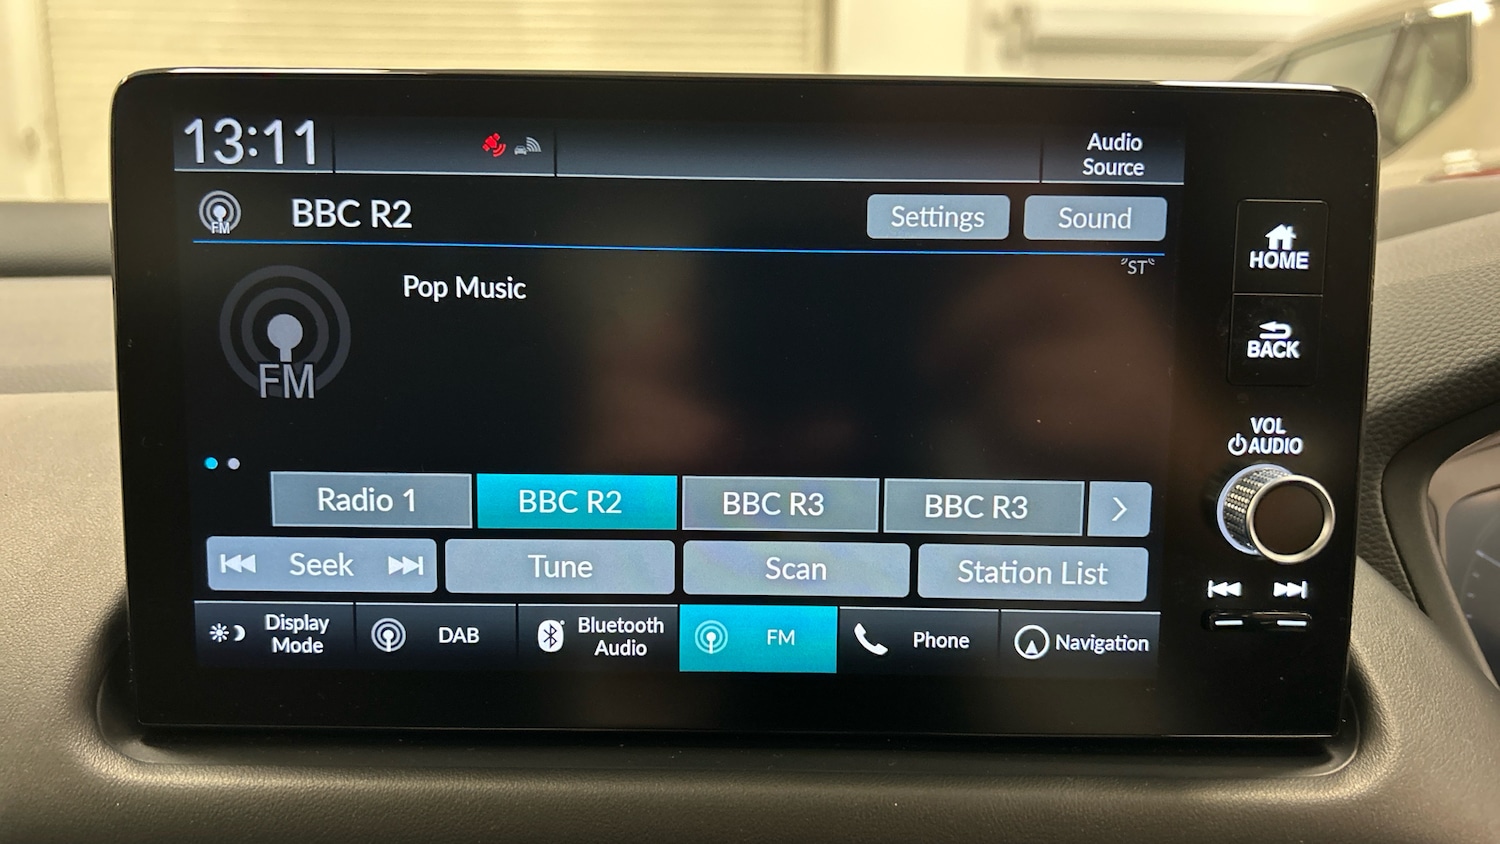 13:11
Audio
Source
FM
BBC R2
Settings
Sound
ST
Pop Music
FM
HOME
BACK
VOL
AUDIO
Radio 1
BBC R2
BBC R3
BBC R3
Seek
Tune
Scan
Station List
Display
Mode
DAB
Bluetooth
Audio
FM
Phone
Navigation